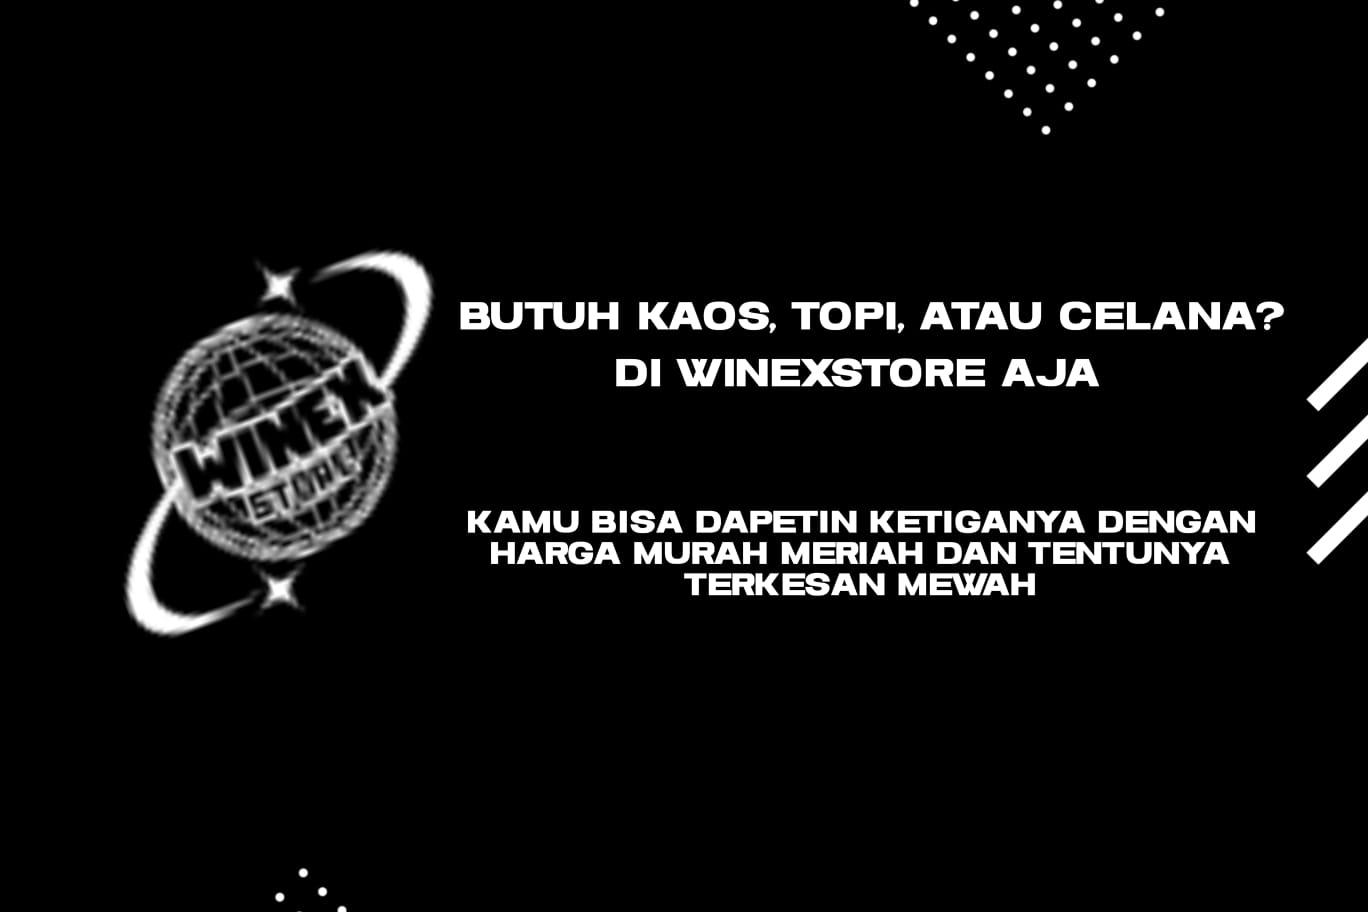 WINEX
STORE
BUTUH KAOS, TOPI, ATAU CELANA?
DI WINEXSTORE AJA
KAMU BISA DAPETIN KETIGANYA DENGAN
HARGA MURAH MERIAH DAN TENTUNYA
TERKESAN MEWAH